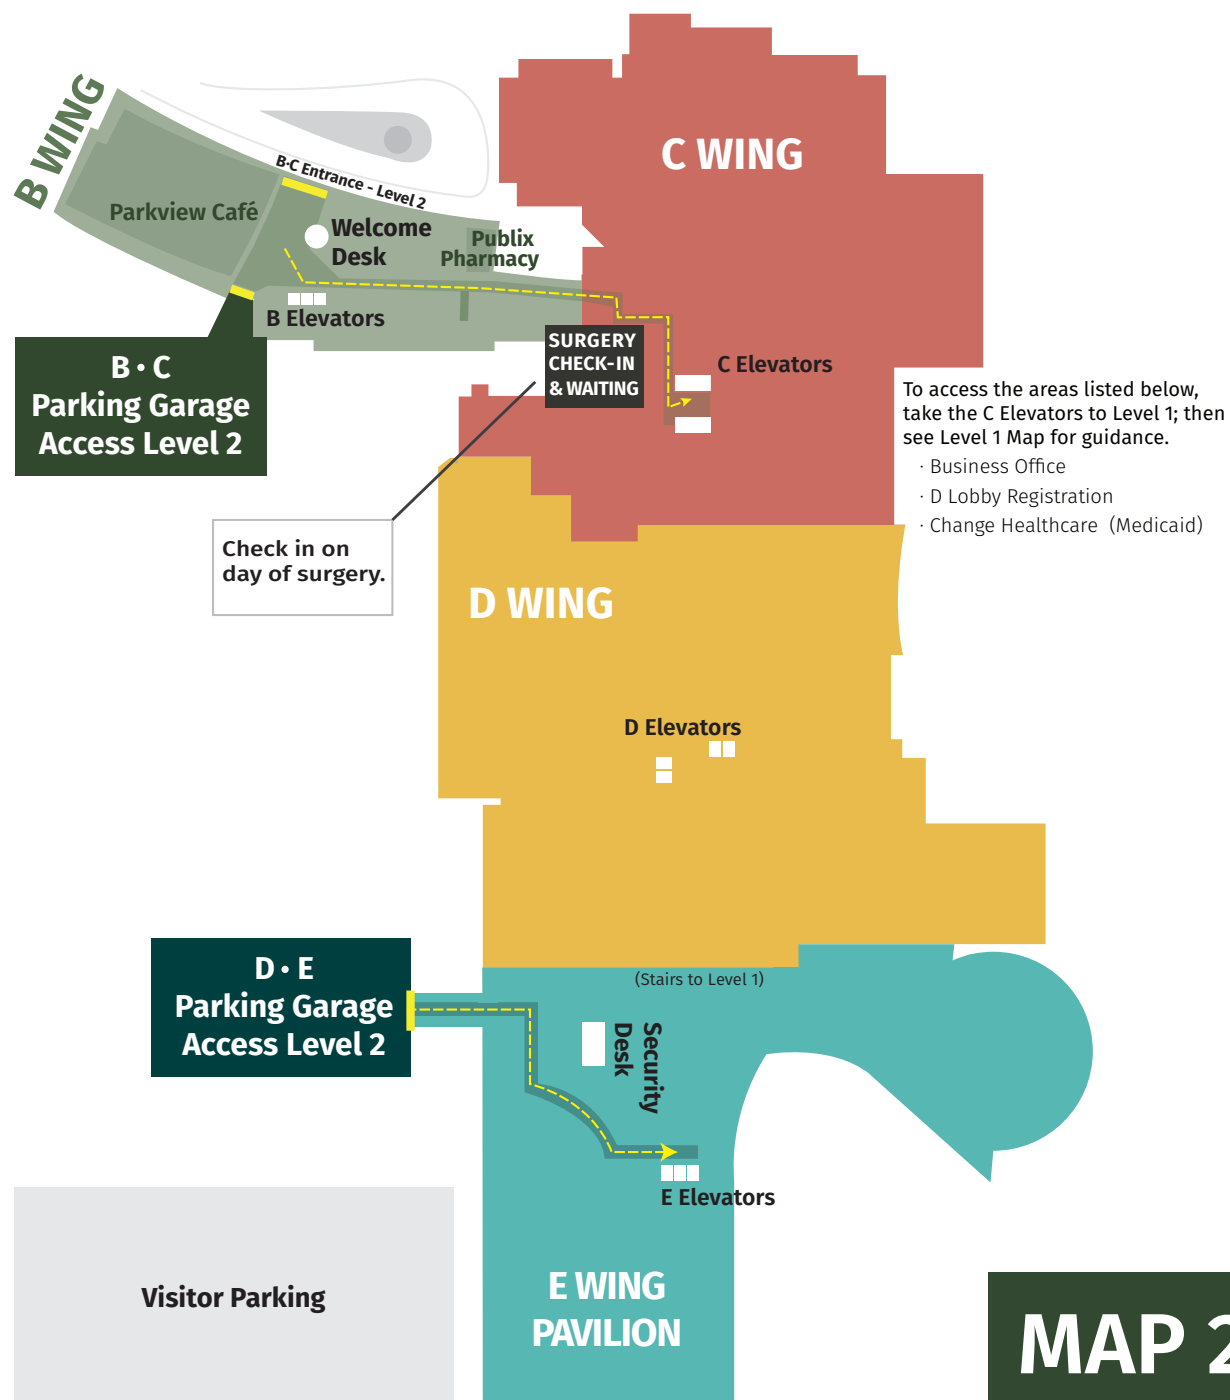 B WING
C WING
B·C Entrance - Level 2
Parkview Café
Welcome
Desk
Publix
Pharmacy
B Elevators
SURGERY
CHECK-IN
& WAITING
C Elevators
B • C
Parking Garage
Access Level 2
To access the areas listed below,
take the C Elevators to Level 1; then
see Level 1 Map for guidance.
· Business Office
· D Lobby Registration
· Change Healthcare (Medicaid)
Check in on
day of surgery.
D WING
D Elevators
D • E
Parking Garage
Access Level 2
(Stairs to Level 1)
Security
Desk
E Elevators
Visitor Parking
E WING
PAVILION
MAP 2